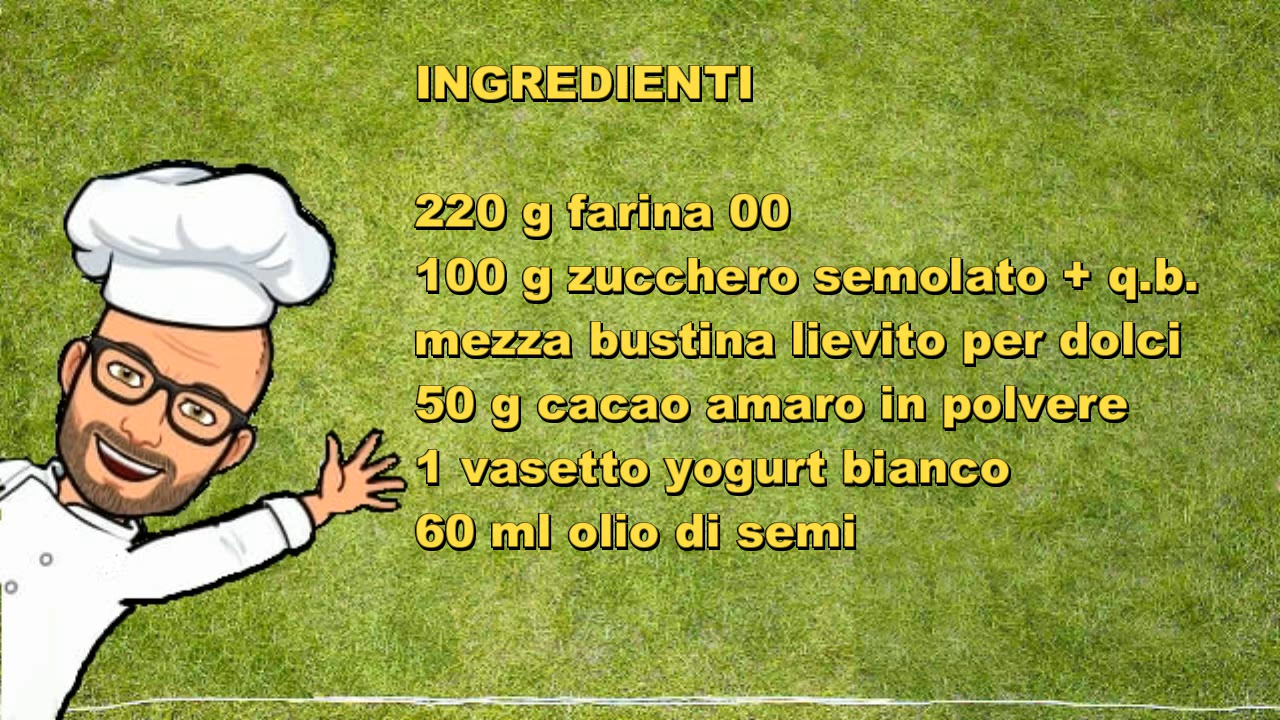 INGREDIENTI
220 g farina 00
100 g zucchero semolato + q.b.
mezza bustina lievito per dolci
50 g cacao amaro in polvere
1 vasetto yogurt bianco
60 ml olio di semi